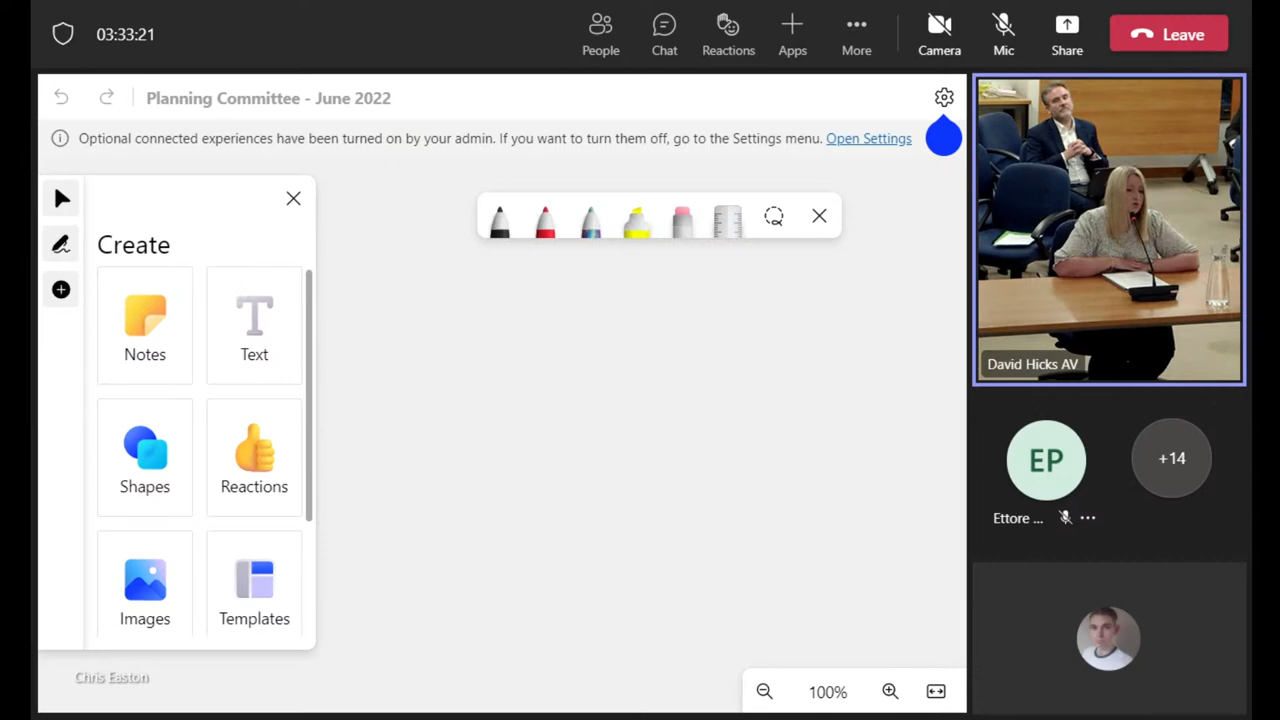 03:33:21
People
Chat
Reactions
Apps
More
Camera
Mic
Share
Leave
Planning Committee - June 2022
Optional connected experiences have been turned on by your admin. If you want to turn them off, go to the Settings menu. Open Settings
Create
Notes
Text
Shapes
Reactions
Images
Templates
Chris Easton
100%
David Hicks AV
EP
+14
Ettore ...